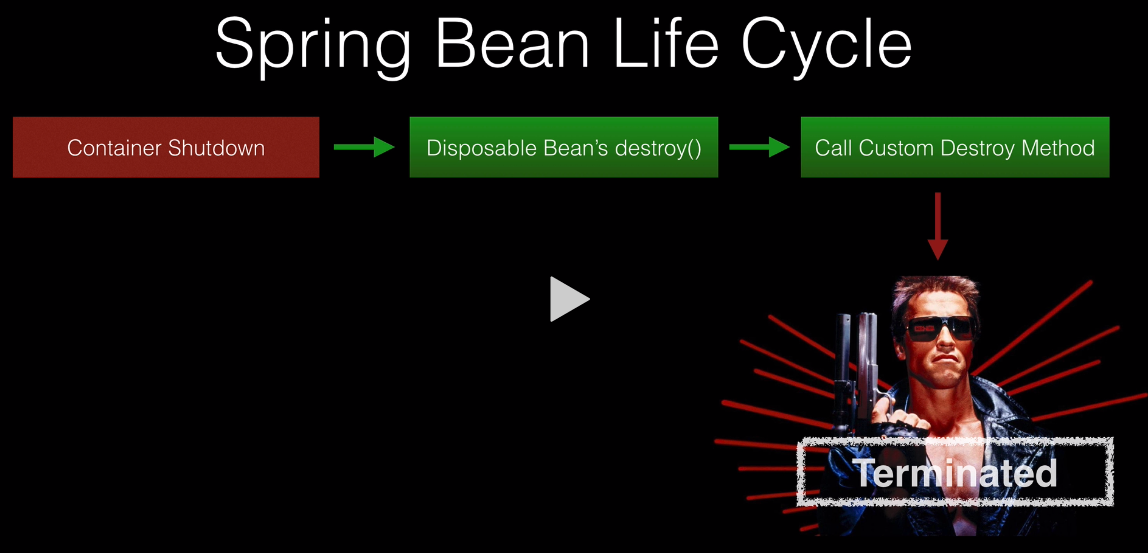 Spring Bean Life Cycle
Container Shutdown
Disposable Bean's destroy()
Call Custom Destroy Method
Terminated